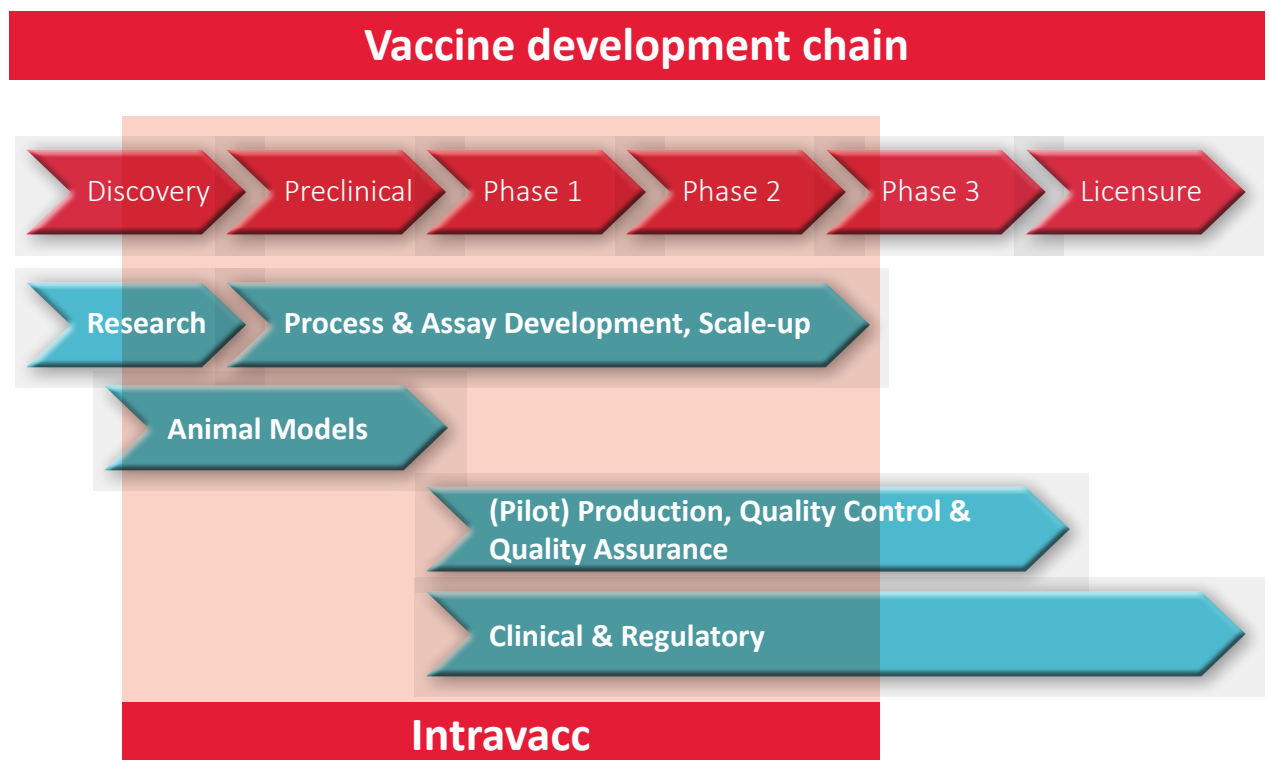 Vaccine development chain
Discovery
Preclinical
Phase 1
Phase 2
Phase 3
Licensure
Research
Process & Assay Development, Scale-up
Animal Models
(Pilot) Production, Quality Control &
Quality Assurance
Clinical & Regulatory
Intravacc